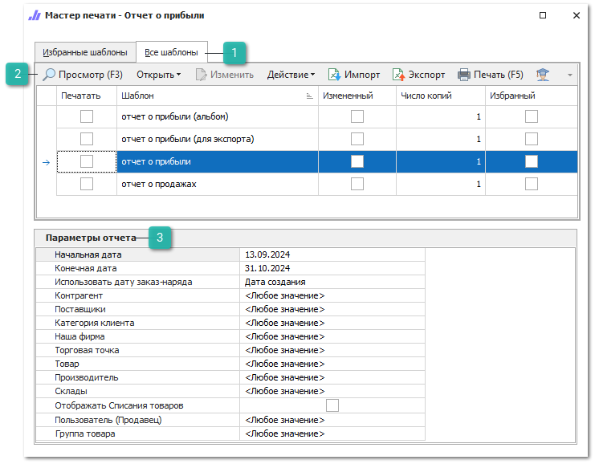 Мастер печати - Отчет о прибыли
Избранные шаблоны Все шаблоны 1
2 Просмотр (F3) Открыть Изменить Действие Импорт Экспорт Печать (F5)
Печатать Шаблон Измененный Число копий Избранный
отчет о прибыли (альбом) 1
отчет о прибыли (для экспорта) 1
отчет о прибыли 1
отчет о продажах 1
Параметры отчета 3
Начальная дата 13.09.2024
Конечная дата 31.10.2024
Использовать дату заказ-наряда Дата создания
Контрагент <Любое значение>
Поставщики <Любое значение>
Категория клиента <Любое значение>
Наша фирма <Любое значение>
Торговая точка <Любое значение>
Товар <Любое значение>
Производитель <Любое значение>
Склады <Любое значение>
Отображать Списания товаров
Пользователь (Продавец) <Любое значение>
Группа товара <Любое значение>